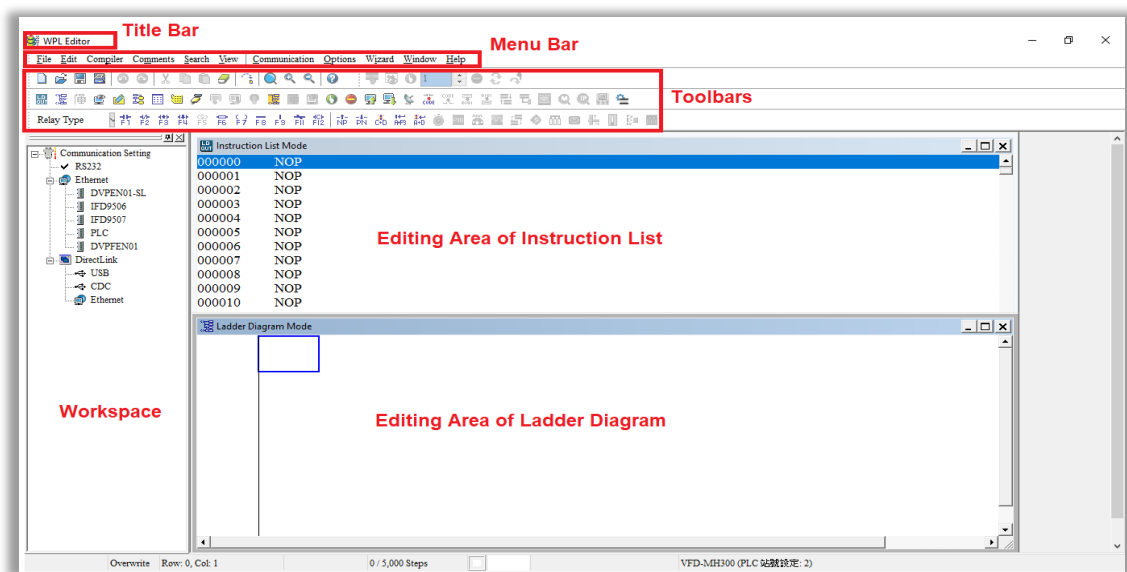 WPL Editor
Title Bar
Menu Bar
File Edit Compiler Comments Search View Communication Options Wizard Window Help
1
Toolbars
CODE
Relay Type F1 F2 F3 F4 F5 F6 F7 F8 F9 F11 F12 NP PN
Communication Setting
RS232
Ethernet
DVPEN01-SL
IFD9506
IFD9507
PLC
DVPFEN01
DirectLink
USB
CDC
Ethernet
Workspace
Instruction List Mode
000000 NOP
000001 NOP
000002 NOP
000003 NOP
000004 NOP
000005 NOP
000006 NOP
000007 NOP
000008 NOP
000009 NOP
000010 NOP
Editing Area of Instruction List
Ladder Diagram Mode
Editing Area of Ladder Diagram
Overwrite Row: 0, Col: 1 0 / 5,000 Steps VFD-MH300 (PLC 站號設定: 2)